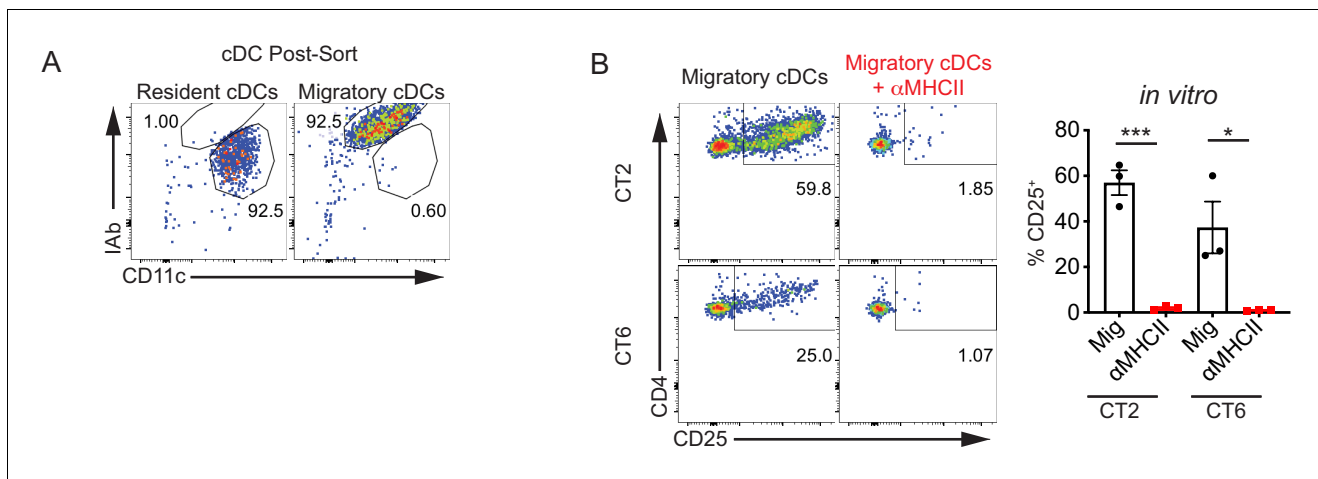 A
cDC Post-Sort
Resident cDCs
Migratory cDCs
1.00
92.5
92.5
0.60
IAb
CD11c
B
Migratory cDCs
Migratory cDCs
+ αMHCII
CT2
59.8
1.85
CT6
25.0
1.07
CD4
CD25
in vitro
% CD25+
80
60
40
20
0
***
*
Mig
αMHCII
Mig
αMHCII
CT2
CT6